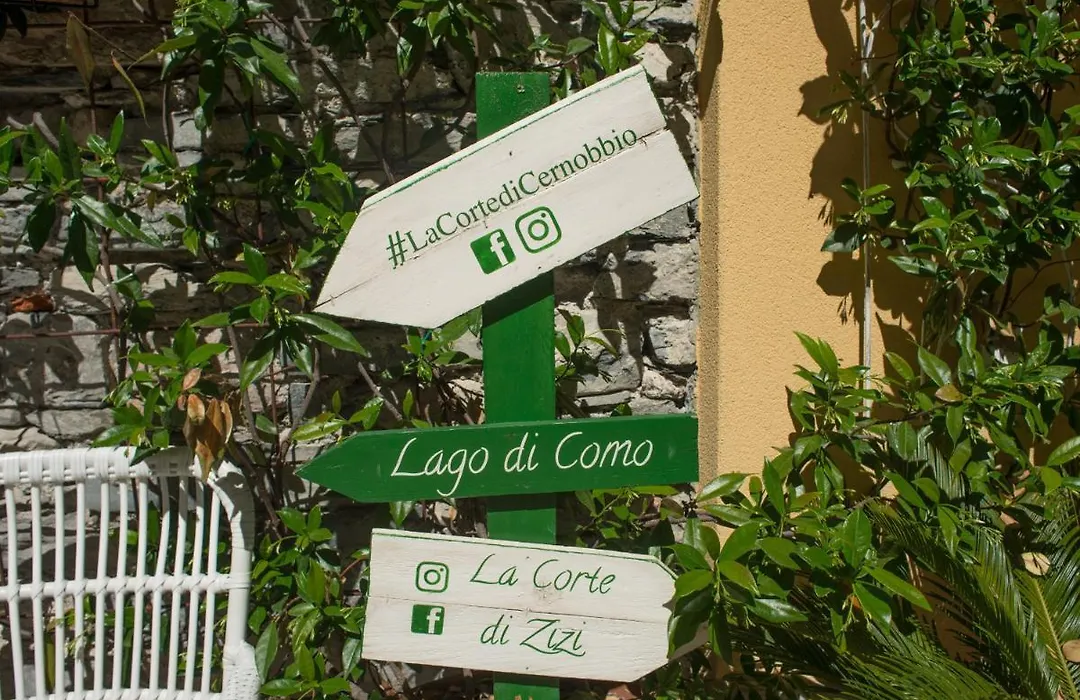 #LaCortediCernobbio
Lago di Como
La Corte
di Zizi